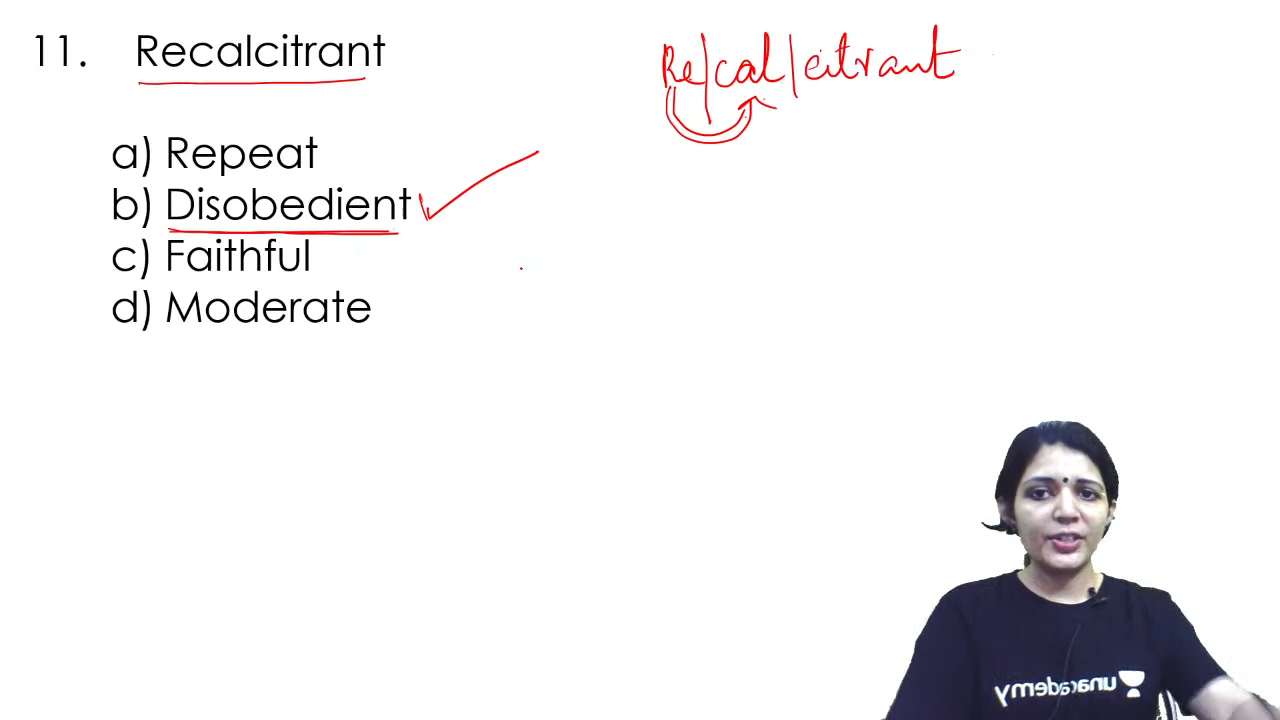 11. Recalcitrant
Re/cal/citrant
a) Repeat
b) Disobedient
c) Faithful
d) Moderate
unacademy